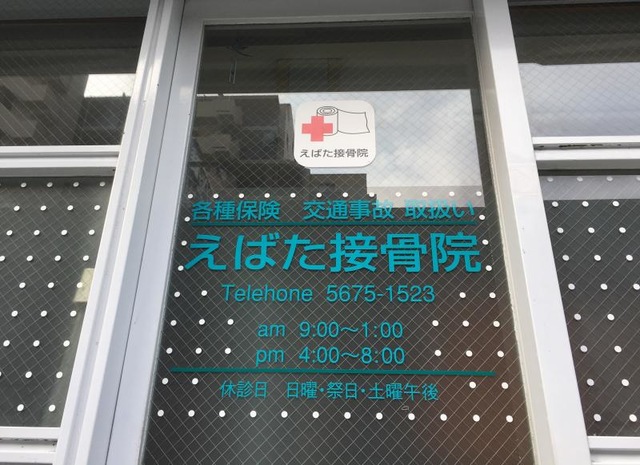 えばた接骨院
各種保険 交通事故 取扱い
えばた接骨院
Telehone 5675-1523
am 9:00～1:00
pm 4:00～8:00
休診日 日曜・祭日・土曜午後